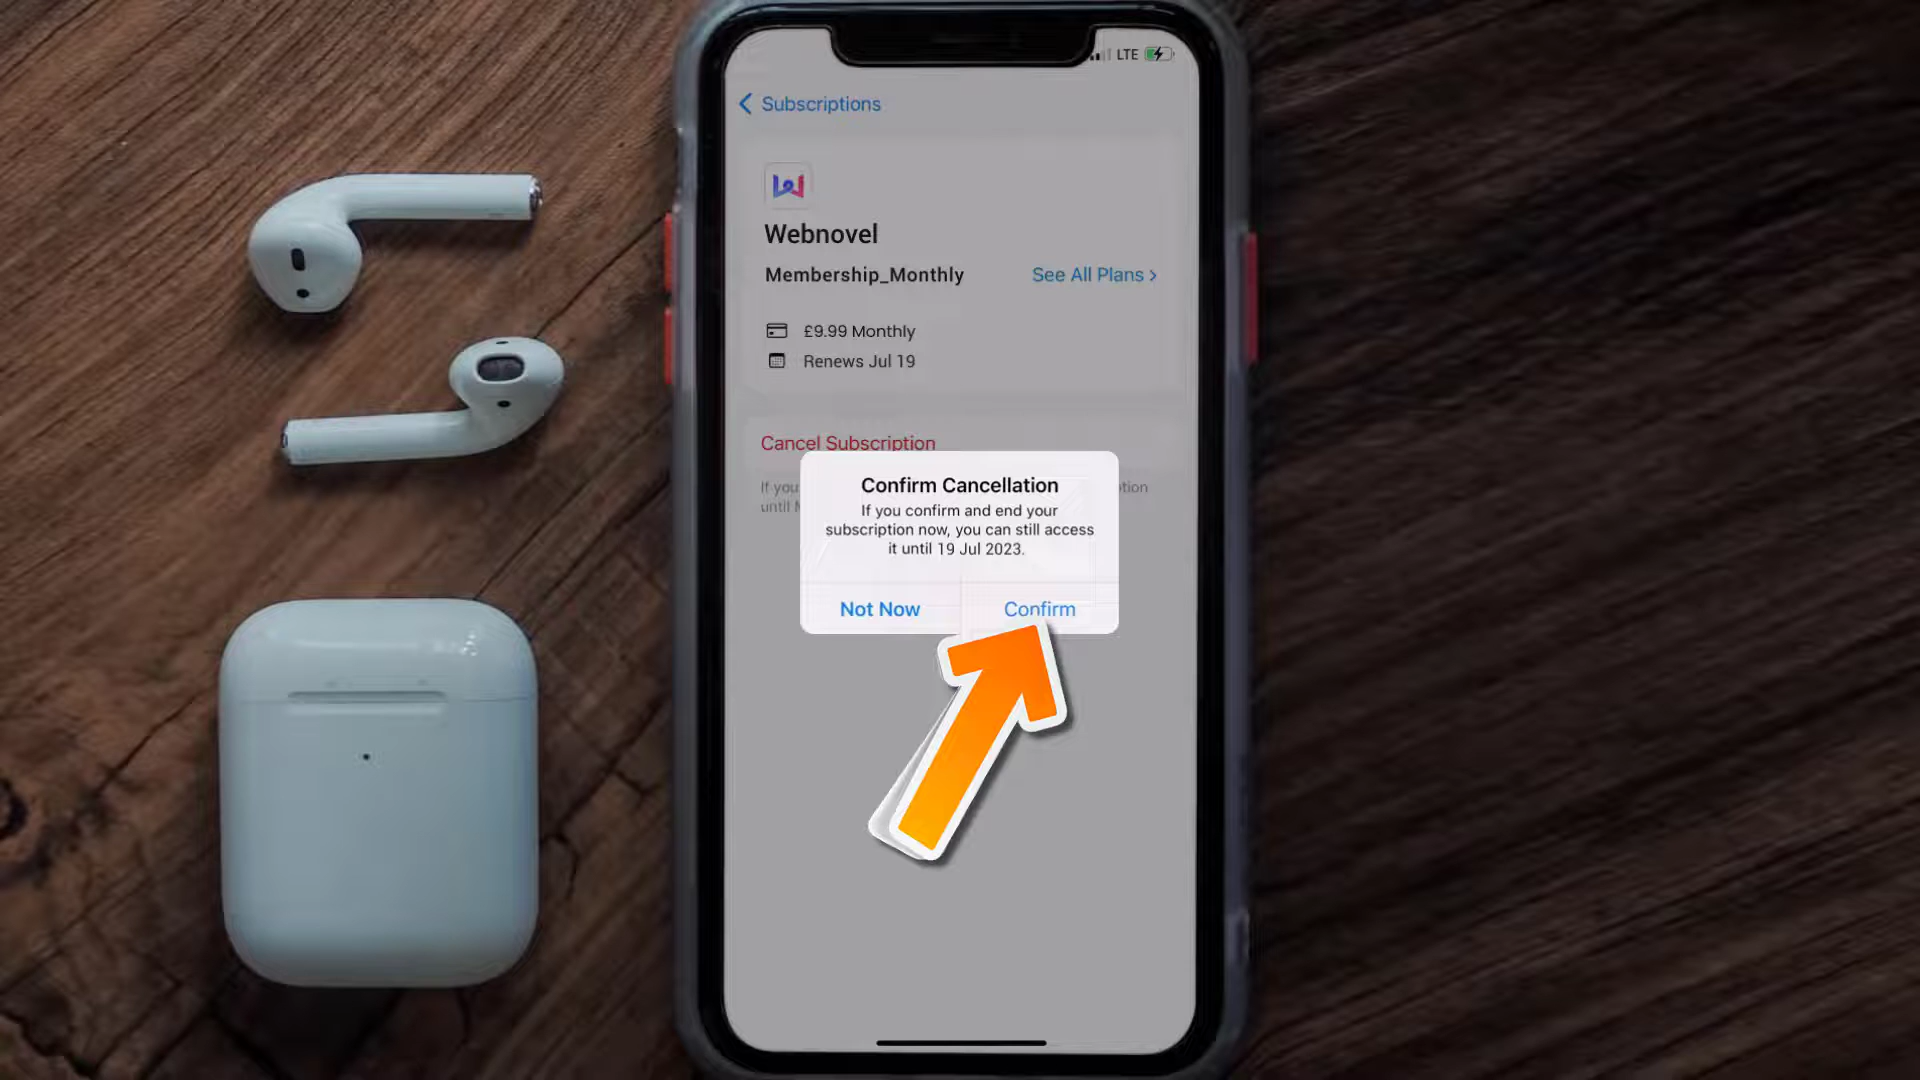 LTE
Subscriptions
Webnovel
Membership_Monthly
See All Plans
£9.99 Monthly
Renews Jul 19
Cancel Subscription
If you
until
Confirm Cancellation
If you confirm and end your
subscription now, you can still access
it until 19 Jul 2023.
Not Now
Confirm